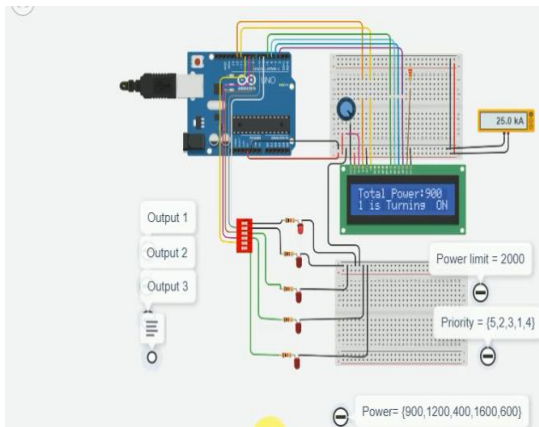 UNO
25.0 kA
Total Power:900
1 is Turning ON
Output 1
Output 2
Output 3
Power limit = 2000
Priority = {5,2,3,1,4}
Power= {900,1200,400,1600,600}